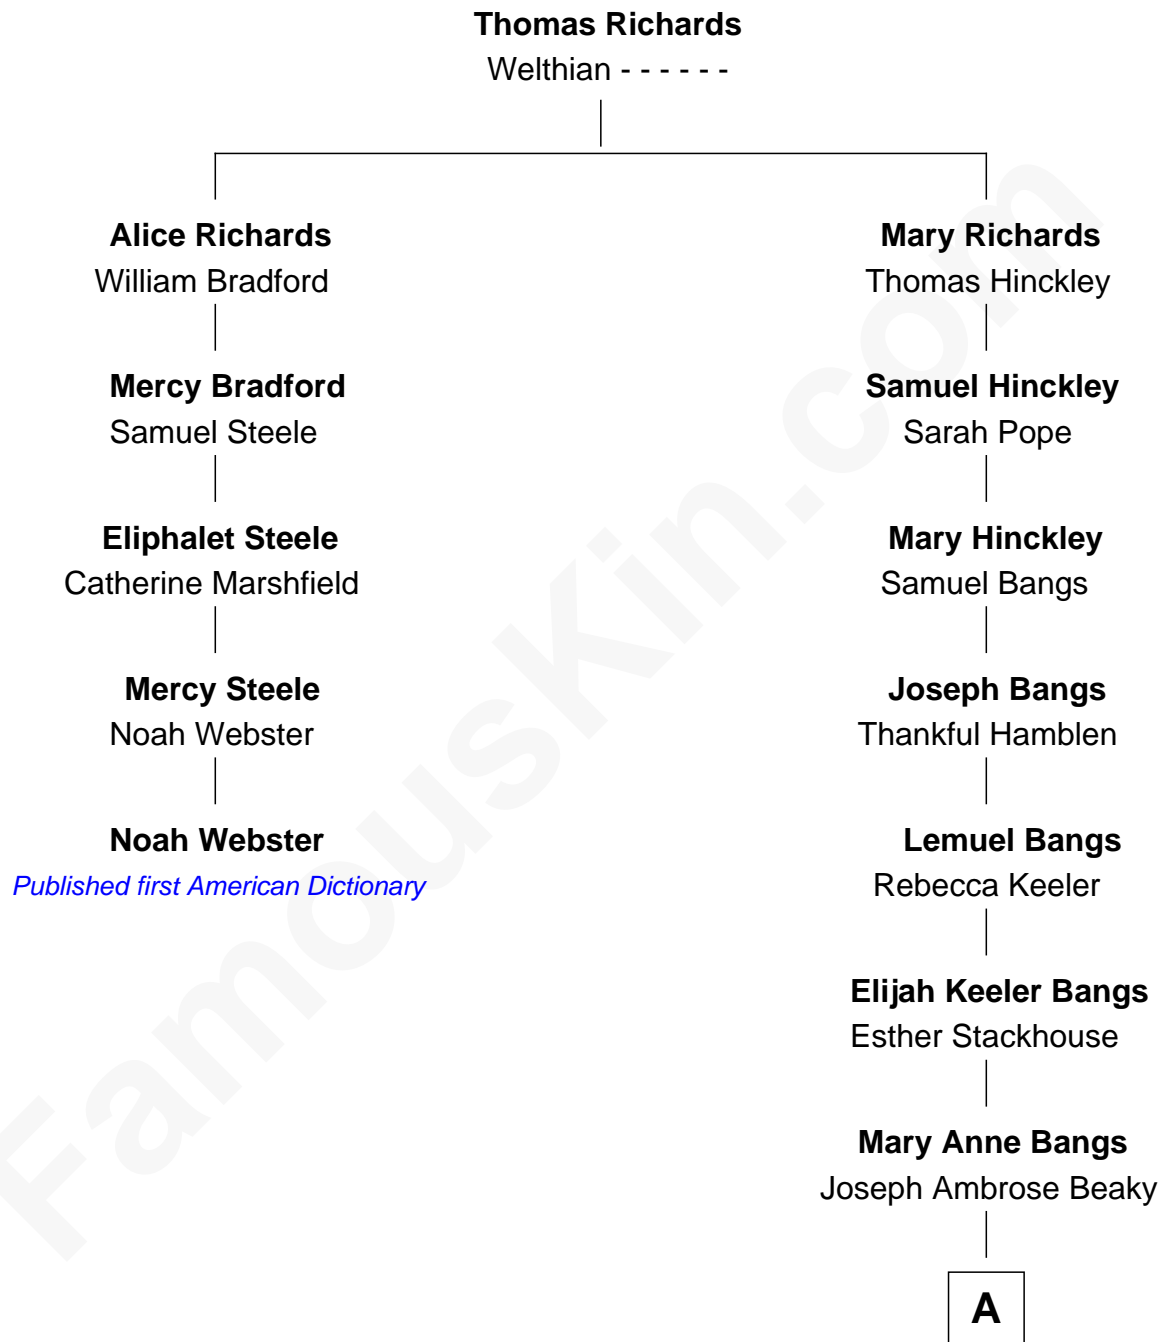 Thomas Richards
Welthian - - - - - -
Alice Richards
William Bradford
Mary Richards
Thomas Hinckley
Mercy Bradford
Samuel Steele
Samuel Hinckley
Sarah Pope
Eliphalet Steele
Catherine Marshfield
Mary Hinckley
Samuel Bangs
Mercy Steele
Noah Webster
Joseph Bangs
Thankful Hamblen
Noah Webster
Published first American Dictionary
Lemuel Bangs
Rebecca Keeler
Elijah Keeler Bangs
Esther Stackhouse
Mary Anne Bangs
Joseph Ambrose Beaky
A
FamousKin.com